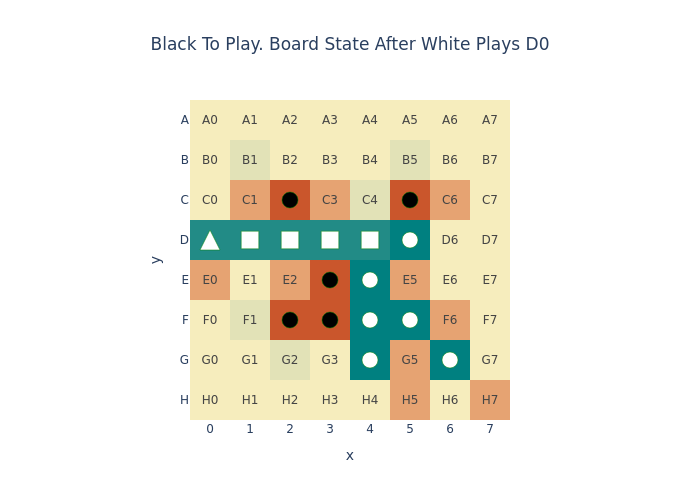 Black To Play. Board State After White Plays D0
A A0 A1 A2 A3 A4 A5 A6 A7
B B0 B1 B2 B3 B4 B5 B6 B7
C C0 C1 C3 C4 C6 C7
D D6 D7
y
E E0 E1 E2 E5 E6 E7
F F0 F1 F6 F7
G G0 G1 G2 G3 G5 G7
H H0 H1 H2 H3 H4 H5 H6 H7
0 1 2 3 4 5 6 7
x